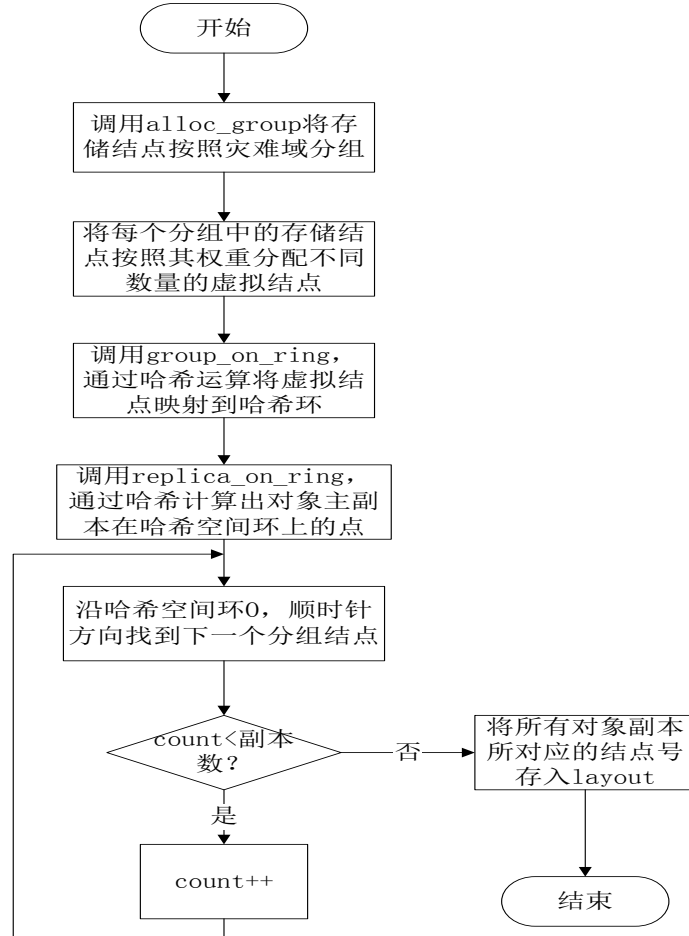 开始
调用alloc_group将存
储结点按照灾难域分组
将每个分组中的存储结
点按照其权重分配不同
数量的虚拟结点
调用group_on_ring，
通过哈希运算将虚拟结
点映射到哈希环
调用replica_on_ring，
通过哈希计算出对象主副
本在哈希空间环上的点
沿哈希空间环O，顺时针
方向找到下一个分组结点
count<副本
数？
否
将所有对象副本
所对应的结点号
存入layout
是
count++
结束